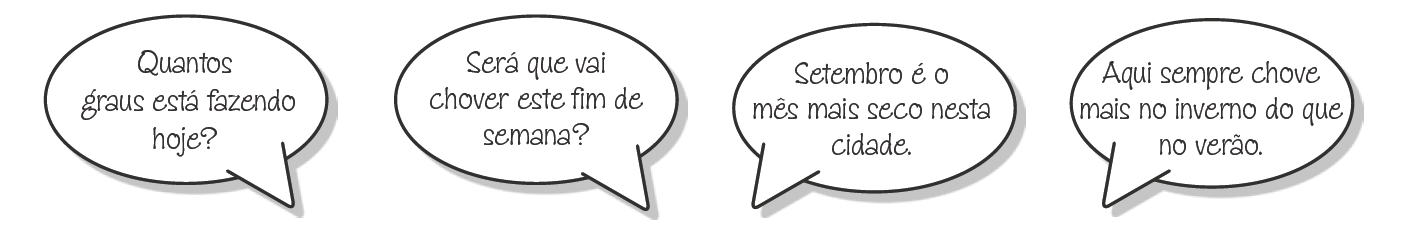 Quantos
graus está fazendo
hoje?
Será que vai
chover este fim de
semana?
Setembro é o
mês mais seco nesta
cidade.
Aqui sempre chove
mais no inverno do que
no verão.